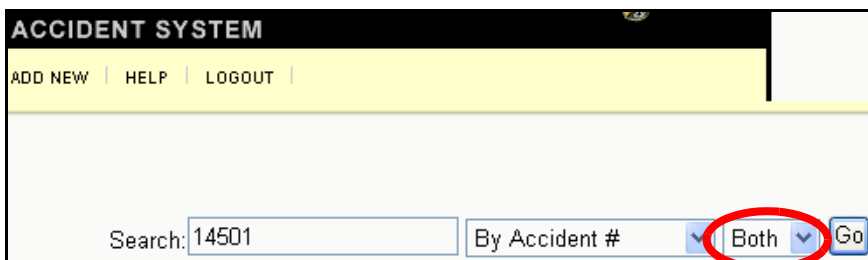 ACCIDENT SYSTEM
ADD NEW | HELP | LOGOUT |
Search: 14501 By Accident # Both Go